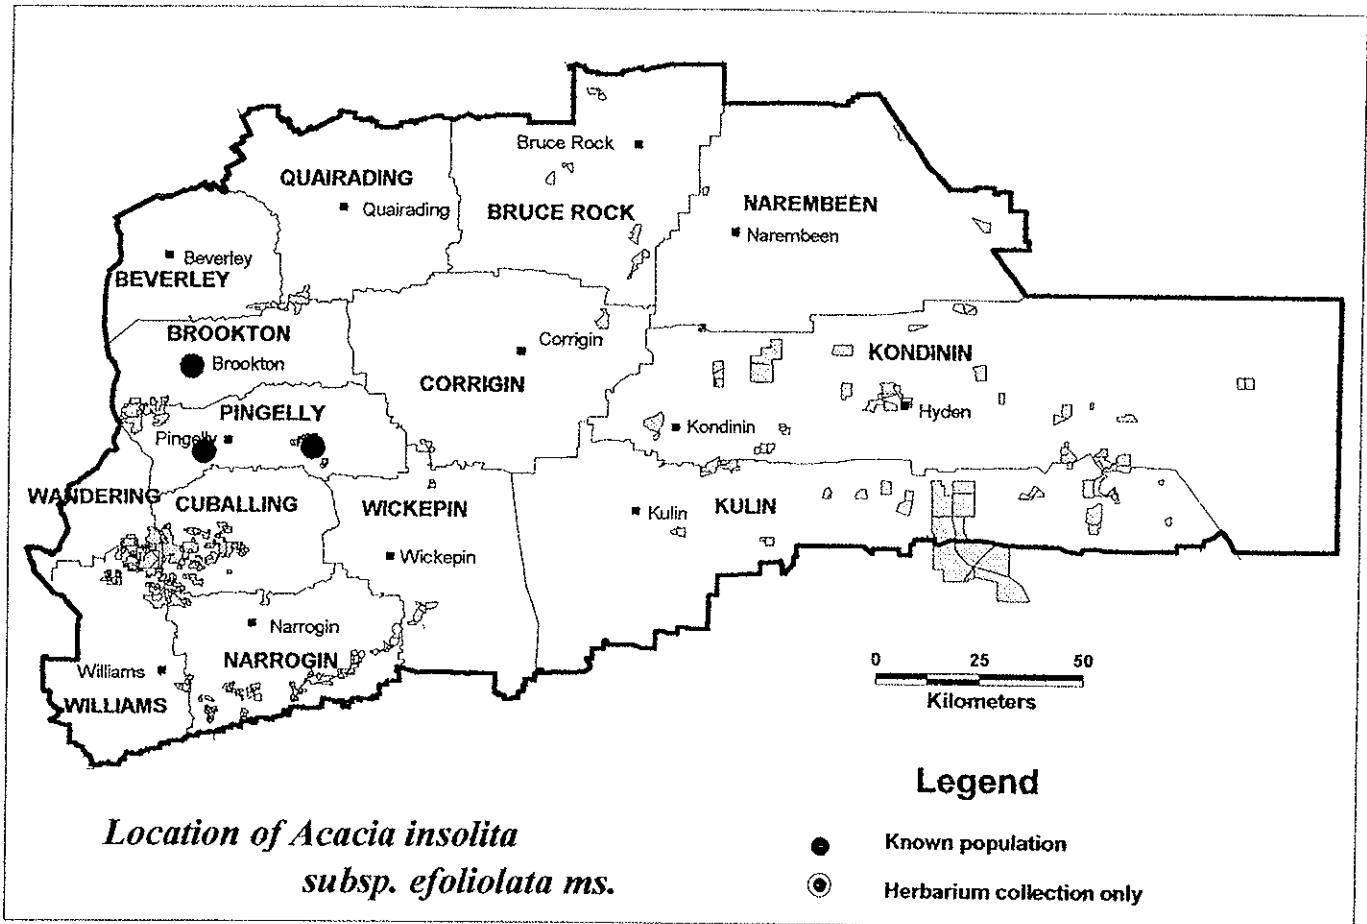 Bruce Rock
QUAIRADING
Quairading
BRUCE ROCK
NAREMBEEN
Narembeen
Beverley
BEVERLEY
BROOKTON
Brookton
Corrigin
CORRIGIN
KONDININ
Hyden
PINGELLY
Pingelly
Kondinin
WANDERING
CUBALLING
WICKEPIN
Kulin
KULIN
Wickepin
Narrogin
NARROGIN
Williams
WILLIAMS
0 25 50
Kilometers
Legend
Location of Acacia insolita
subsp. efoliolata ms.
Known population
Herbarium collection only